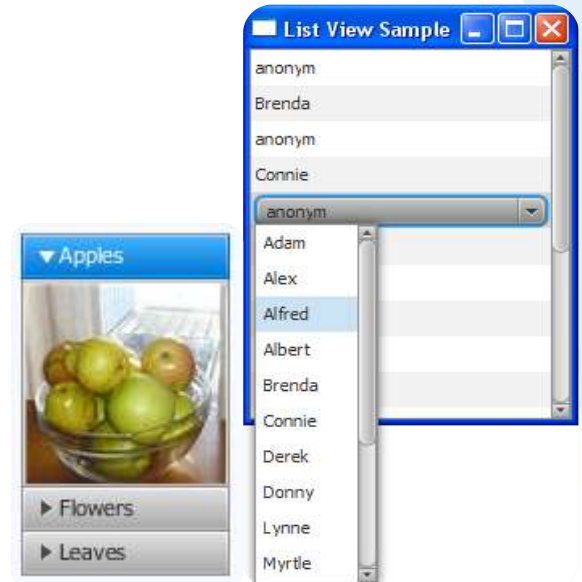 List View Sample
anonym
Brenda
anonym
Connie
anonym
Adam
Alex
Alfred
Albert
Brenda
Connie
Derek
Donny
Lynne
Myrtle
Apples
Flowers
Leaves